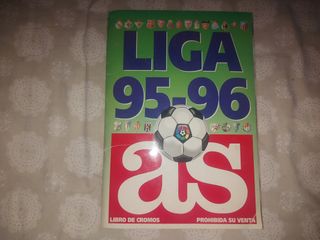 LIGA
95-96
as
LIBRO DE CROMOS PROHIBIDA SU VENTA